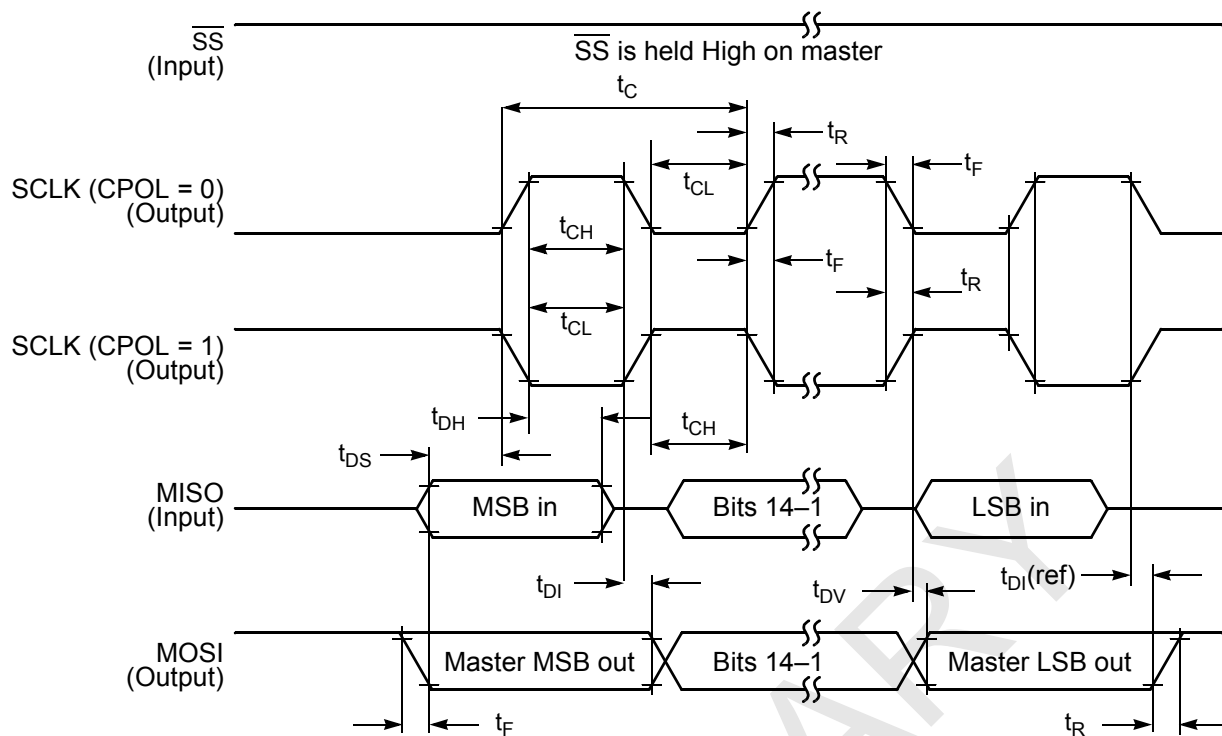 SS
(Input)
SS is held High on master
tC
tR
tF
SCLK (CPOL = 0)
(Output)
tCL
tCH
tF
tR
tCL
SCLK (CPOL = 1)
(Output)
tDH
tCH
tDS
MISO
(Input)
MSB in
Bits 14–1
LSB in
tDI
tDV
tDI(ref)
MOSI
(Output)
Master MSB out
Bits 14–1
Master LSB out
tF
tR
ARY